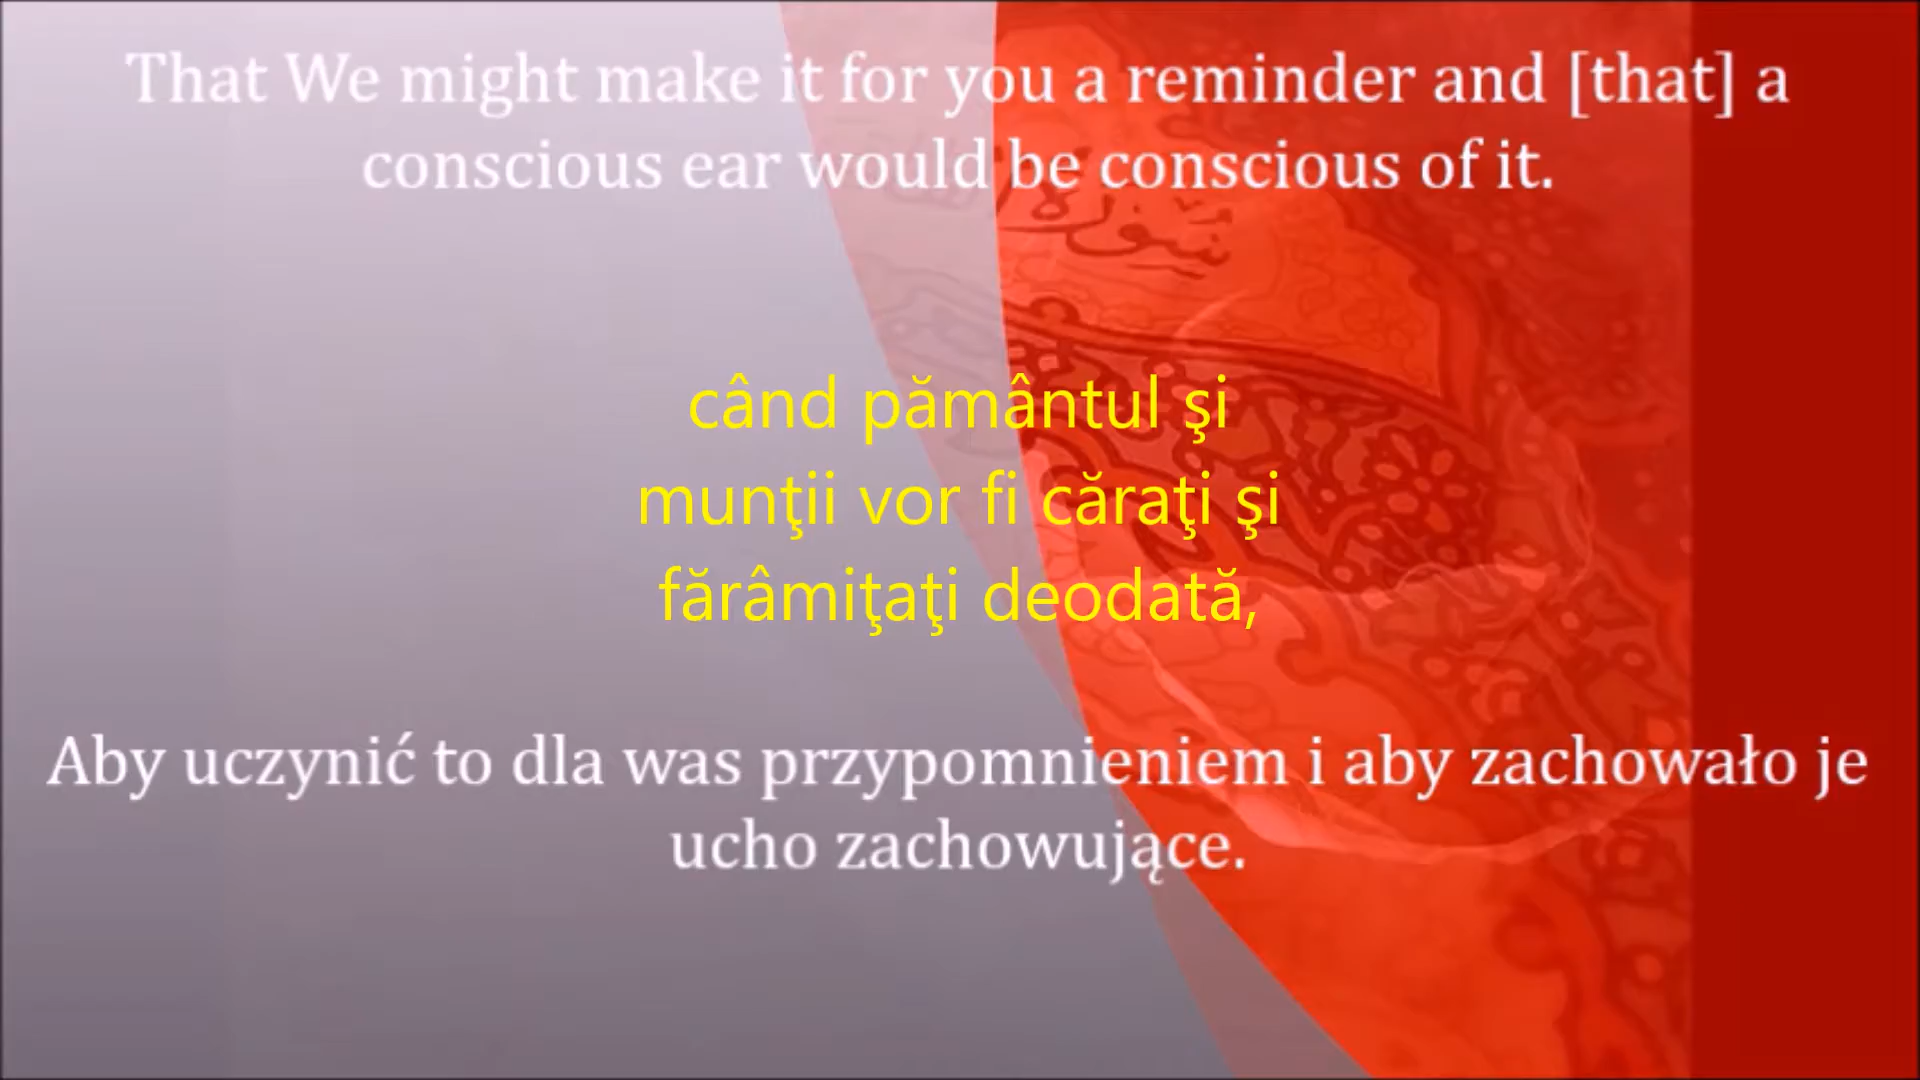 That We might make it for you a reminder and [that] a
conscious ear would be conscious of it.
când pământul şi
munţii vor fi căraţi şi
fărâmiţaţi deodată,
Aby uczynić to dla was przypomnieniem i aby zachowało je
ucho zachowujące.